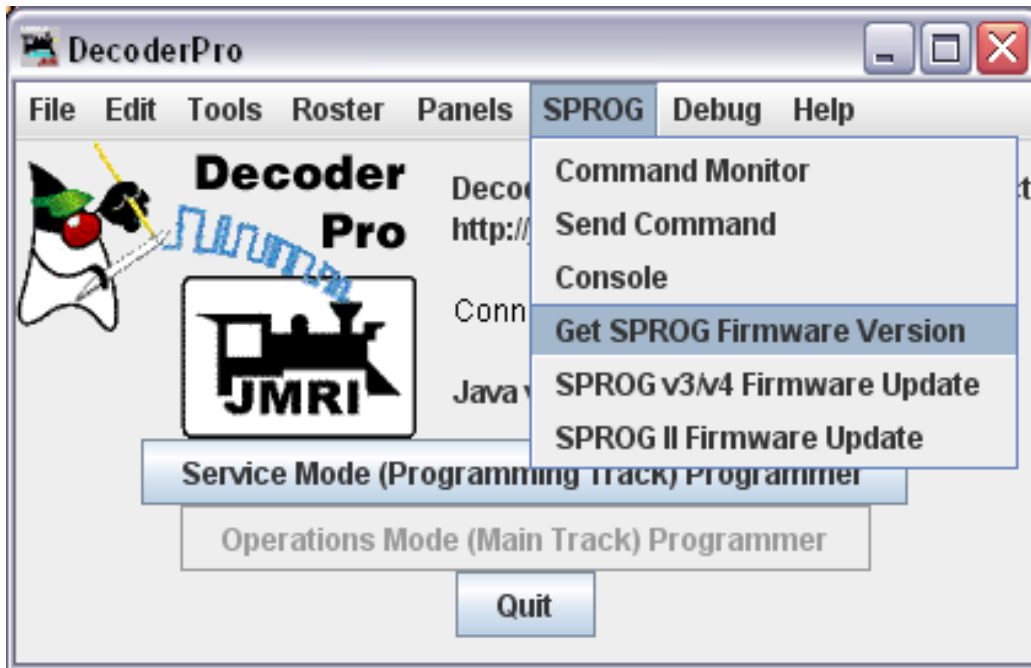 DecoderPro
File Edit Tools Roster Panels SPROG Debug Help
Decoder
Pro
http://
Command Monitor
Send Command
Console
Get SPROG Firmware Version
SPROG v3/v4 Firmware Update
SPROG II Firmware Update
JMRI
Java
Service Mode (Programming Track) Programmer
Operations Mode (Main Track) Programmer
Quit